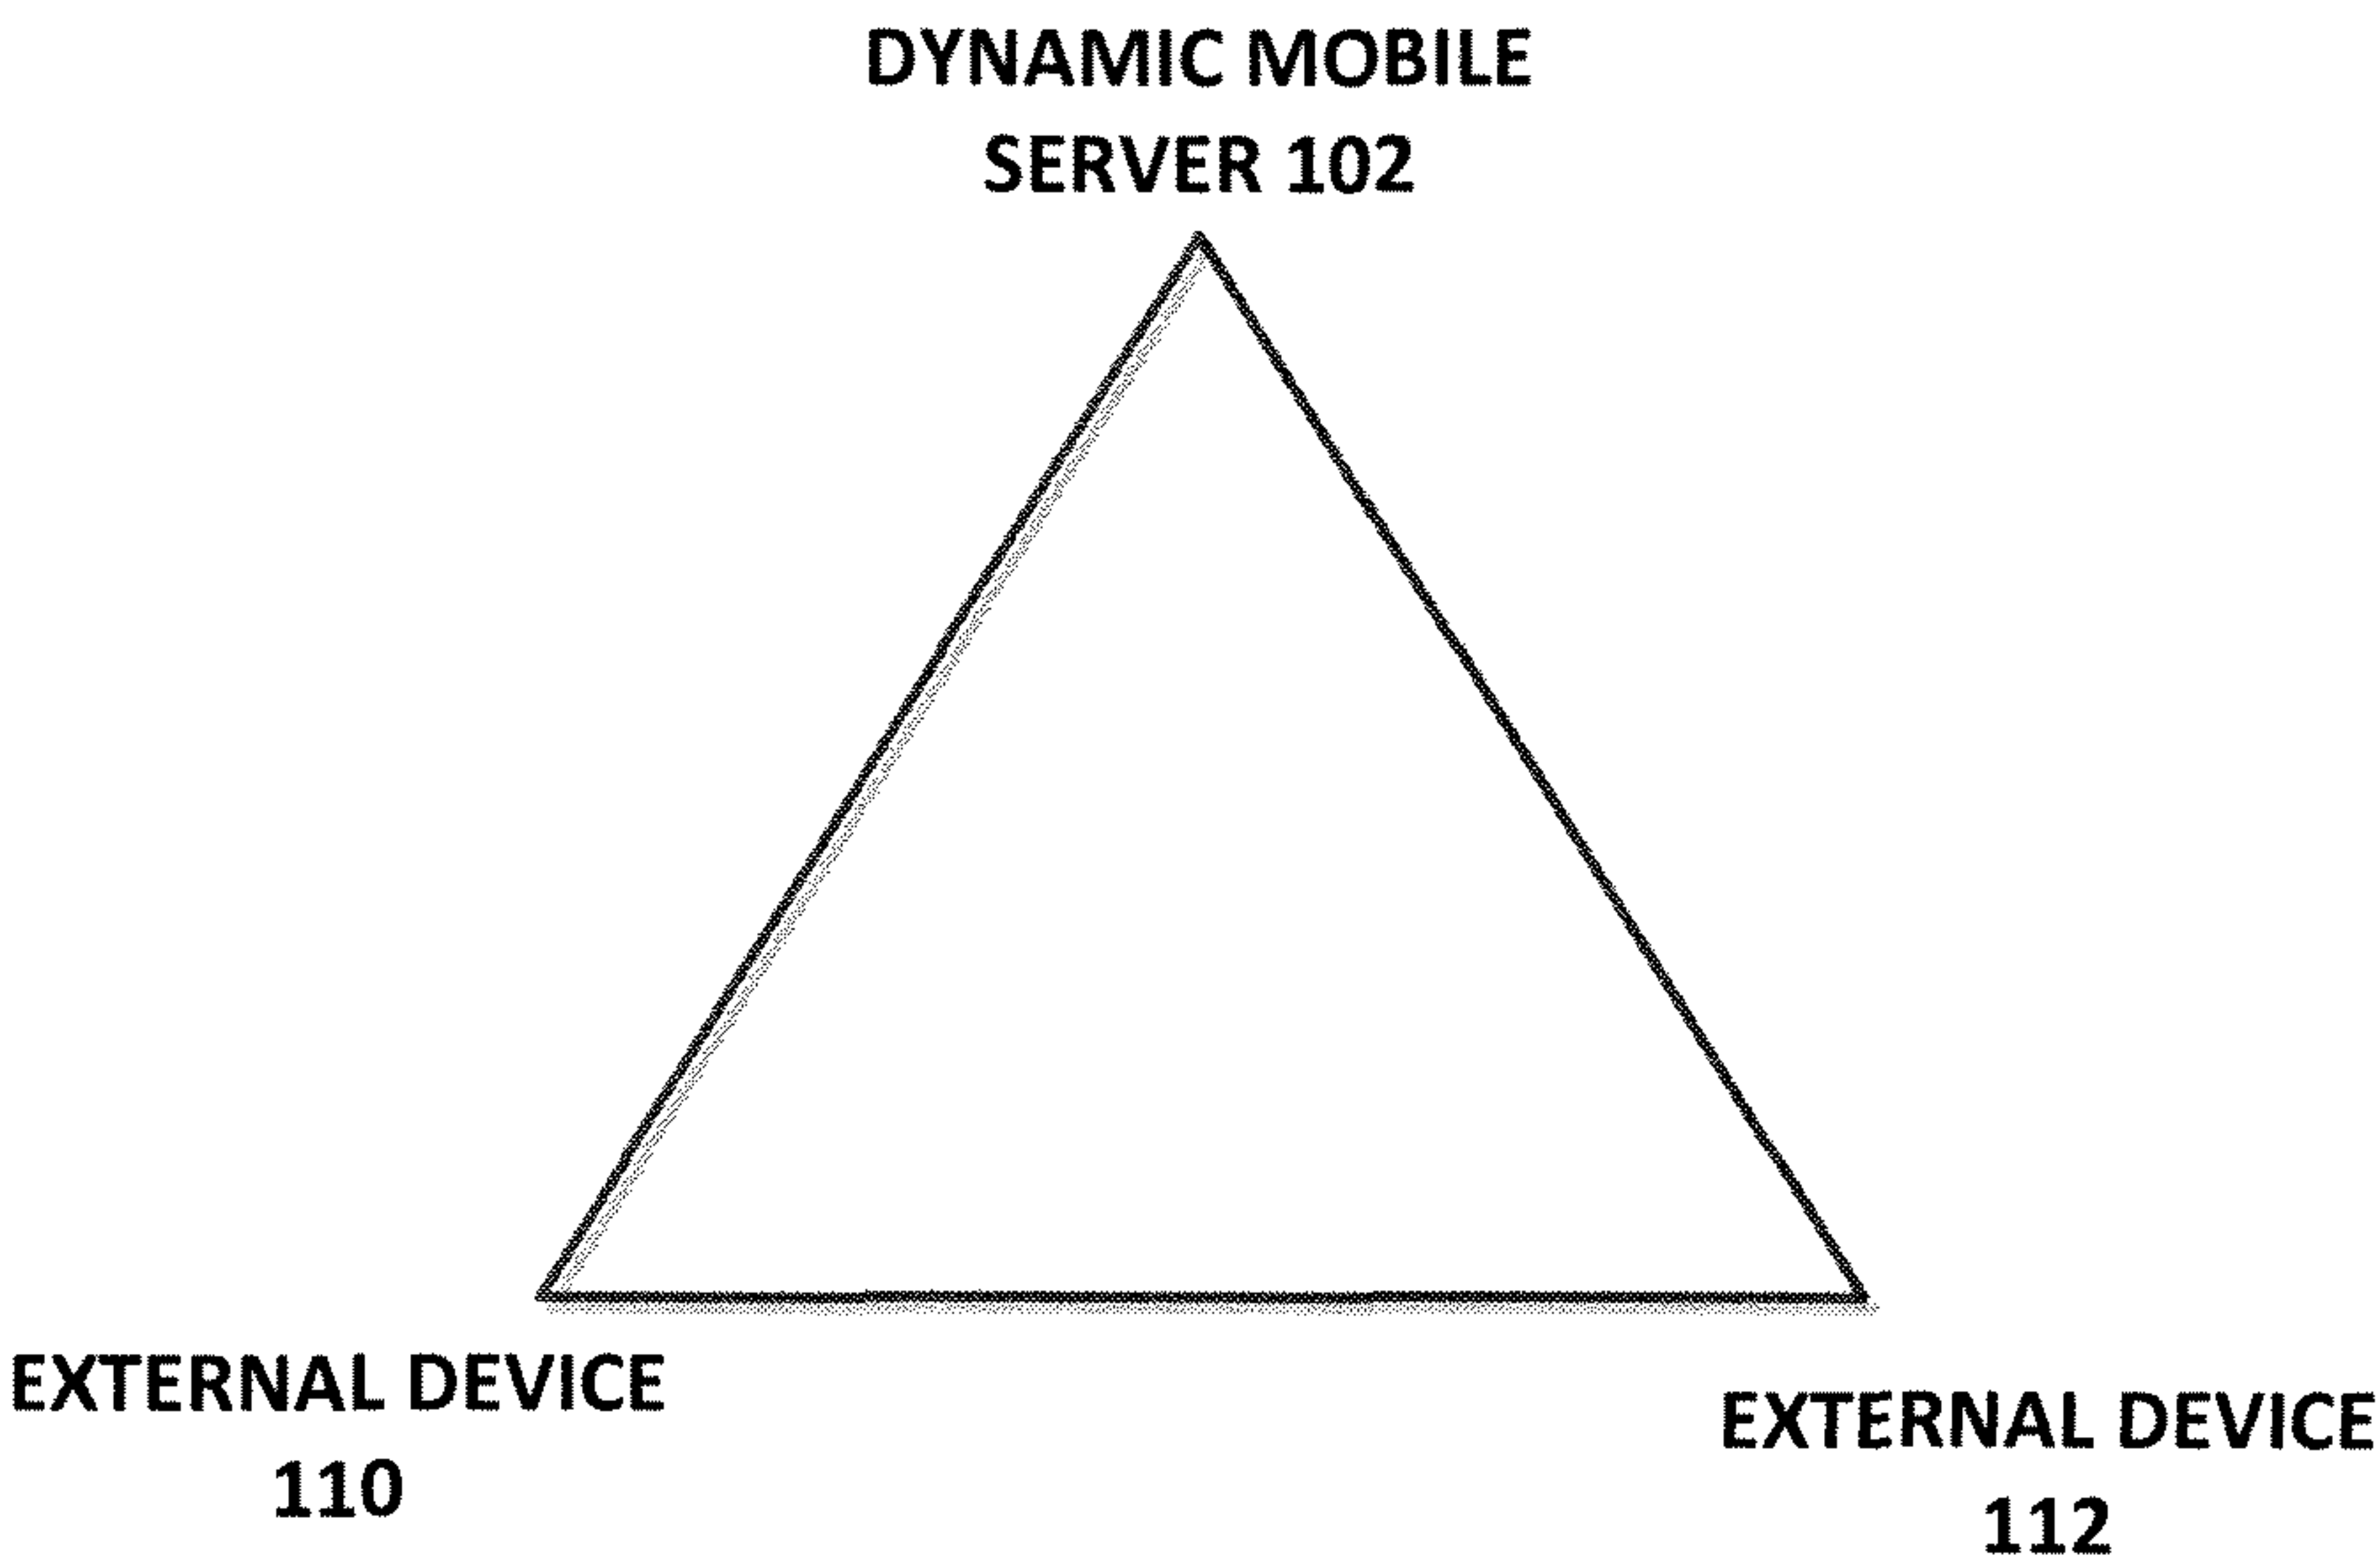 DYNAMIC MOBILE
SERVER 102
EXTERNAL DEVICE
110
EXTERNAL DEVICE
112